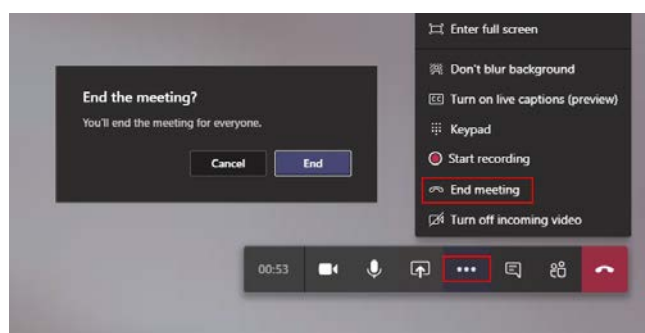 Enter full screen
Don't blur background
Turn on live captions (preview)
Keypad
Start recording
End meeting
Turn off incoming video
End the meeting?
You'll end the meeting for everyone.
Cancel
End
00:53